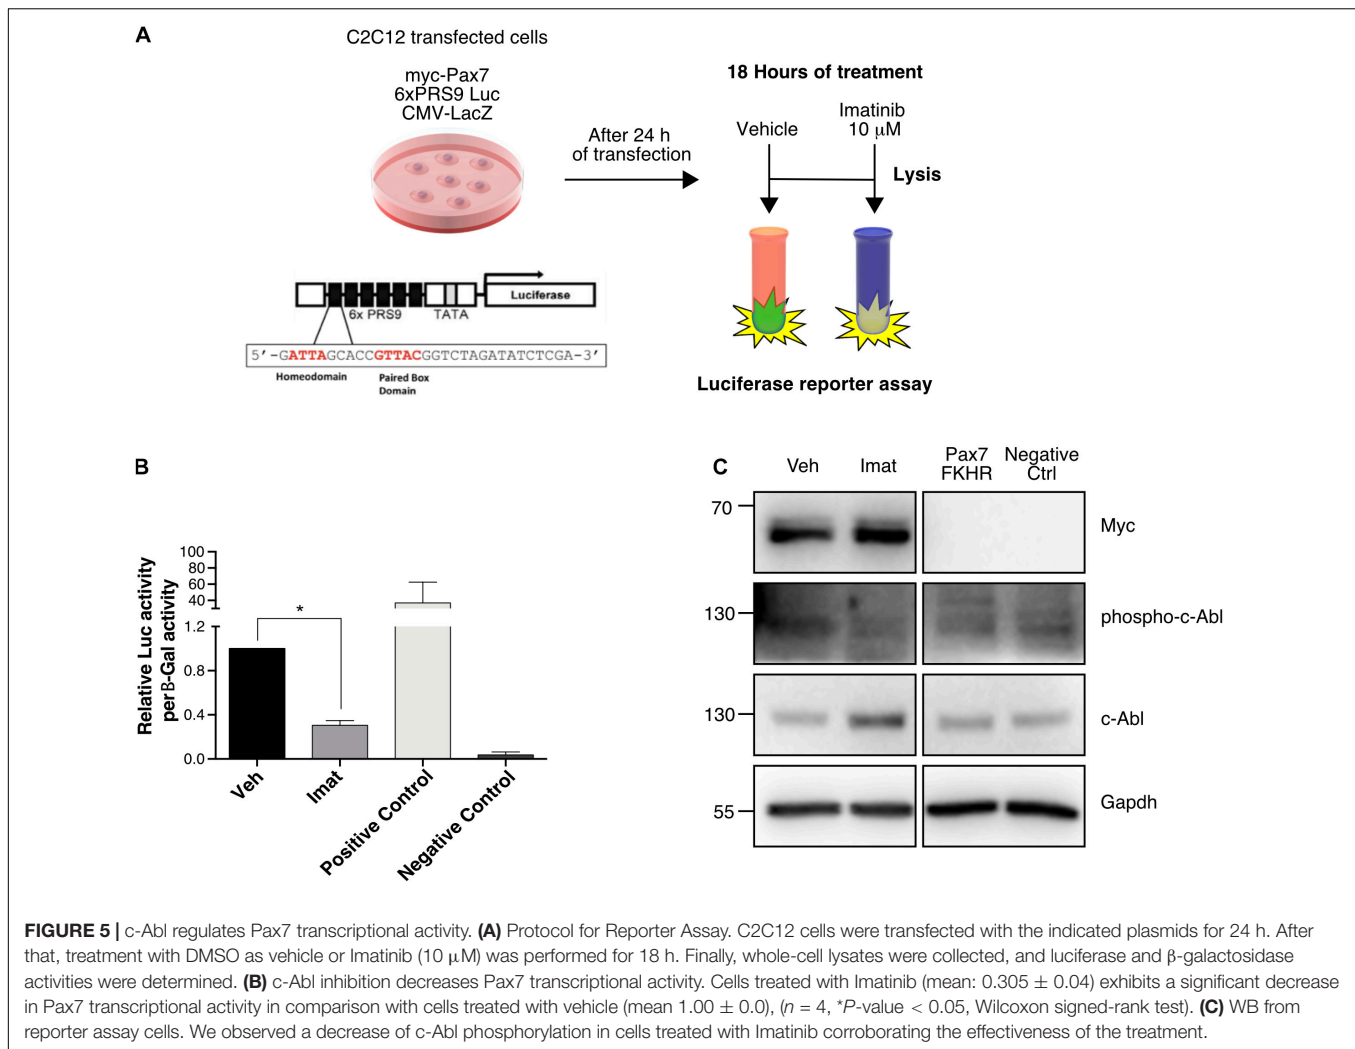 A
C2C12 transfected cells
myc-Pax7
6xPRS9 Luc
CMV-LacZ
After 24 h
of transfection
18 Hours of treatment
Vehicle
Imatinib
10 μM
Lysis
Luciferase reporter assay
6x PRS9
TATA
Luciferase
5'-GATTAGCACCGTTACGGTCTAGATATCTCGA-3'
Homeodomain
Paired Box
Domain
B
Relative Luc activity
perB-Gal activity
100
80
60
40
1.2
0.8
0.4
0.0
*
Veh
Imat
Positive Control
Negative Control
C
Veh
Imat
Pax7
FKHR
Negative
Ctrl
70
Myc
130
phospho-c-Abl
130
c-Abl
55
Gapdh
FIGURE 5 | c-Abl regulates Pax7 transcriptional activity. (A) Protocol for Reporter Assay. C2C12 cells were transfected with the indicated plasmids for 24 h. After
that, treatment with DMSO as vehicle or Imatinib (10 μM) was performed for 18 h. Finally, whole-cell lysates were collected, and luciferase and β-galactosidase
activities were determined. (B) c-Abl inhibition decreases Pax7 transcriptional activity. Cells treated with Imatinib (mean: 0.305 ± 0.04) exhibits a significant decrease
in Pax7 transcriptional activity in comparison with cells treated with vehicle (mean 1.00 ± 0.0), (n = 4, *P-value < 0.05, Wilcoxon signed-rank test). (C) WB from
reporter assay cells. We observed a decrease of c-Abl phosphorylation in cells treated with Imatinib corroborating the effectiveness of the treatment.